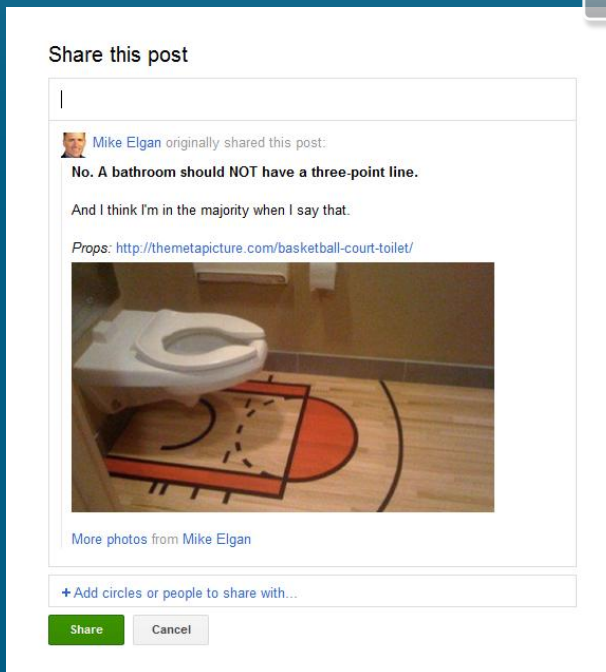 Share this post
Mike Elgan originally shared this post:
No. A bathroom should NOT have a three-point line.
And I think I'm in the majority when I say that.
Props: http://themetapicture.com/basketball-court-toilet/
More photos from Mike Elgan
+ Add circles or people to share with...
Share Cancel